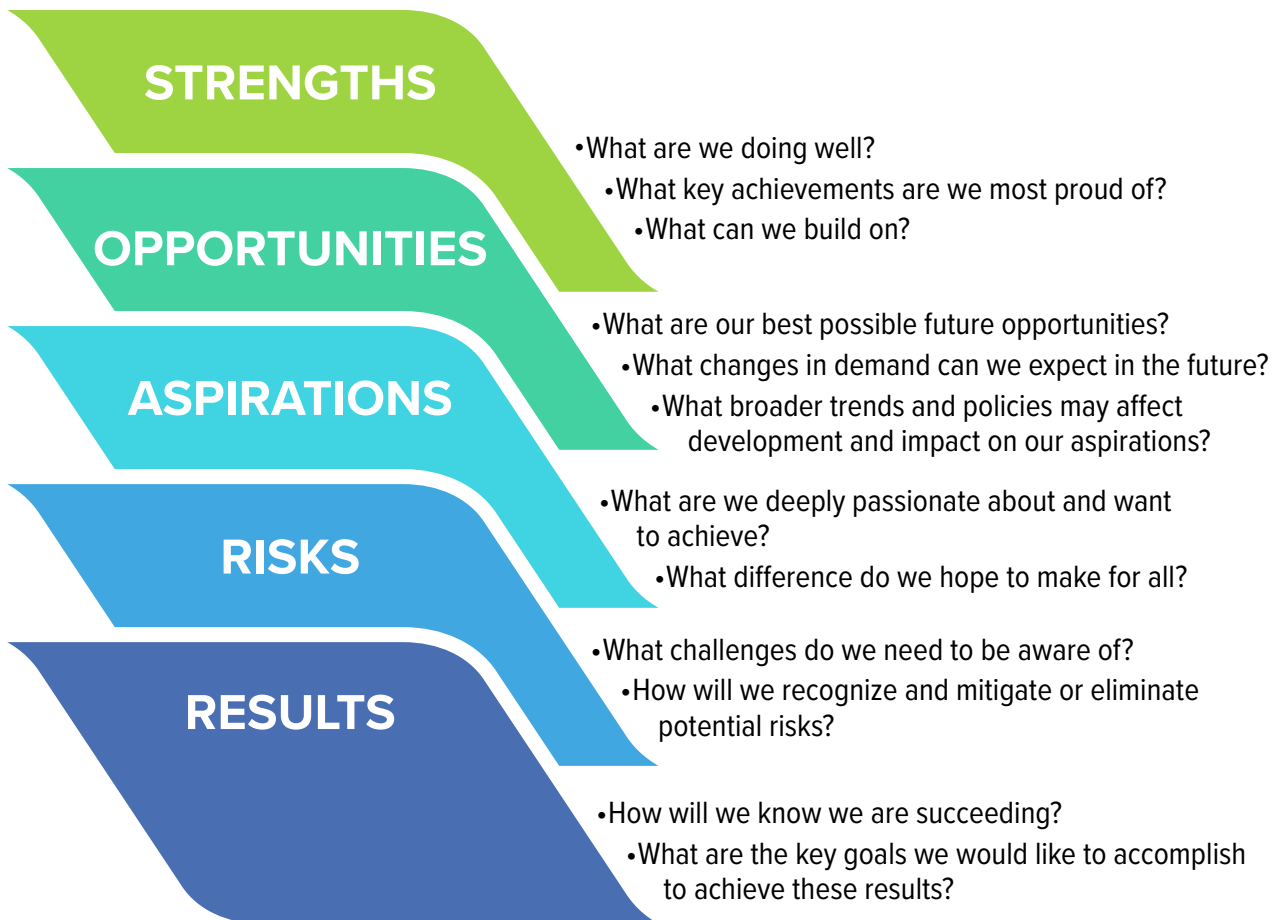 STRENGTHS
•What are we doing well?
•What key achievements are we most proud of?
•What can we build on?
OPPORTUNITIES
•What are our best possible future opportunities?
•What changes in demand can we expect in the future?
•What broader trends and policies may affect
development and impact on our aspirations?
ASPIRATIONS
•What are we deeply passionate about and want
to achieve?
•What difference do we hope to make for all?
RISKS
•What challenges do we need to be aware of?
•How will we recognize and mitigate or eliminate
potential risks?
RESULTS
•How will we know we are succeeding?
•What are the key goals we would like to accomplish
to achieve these results?